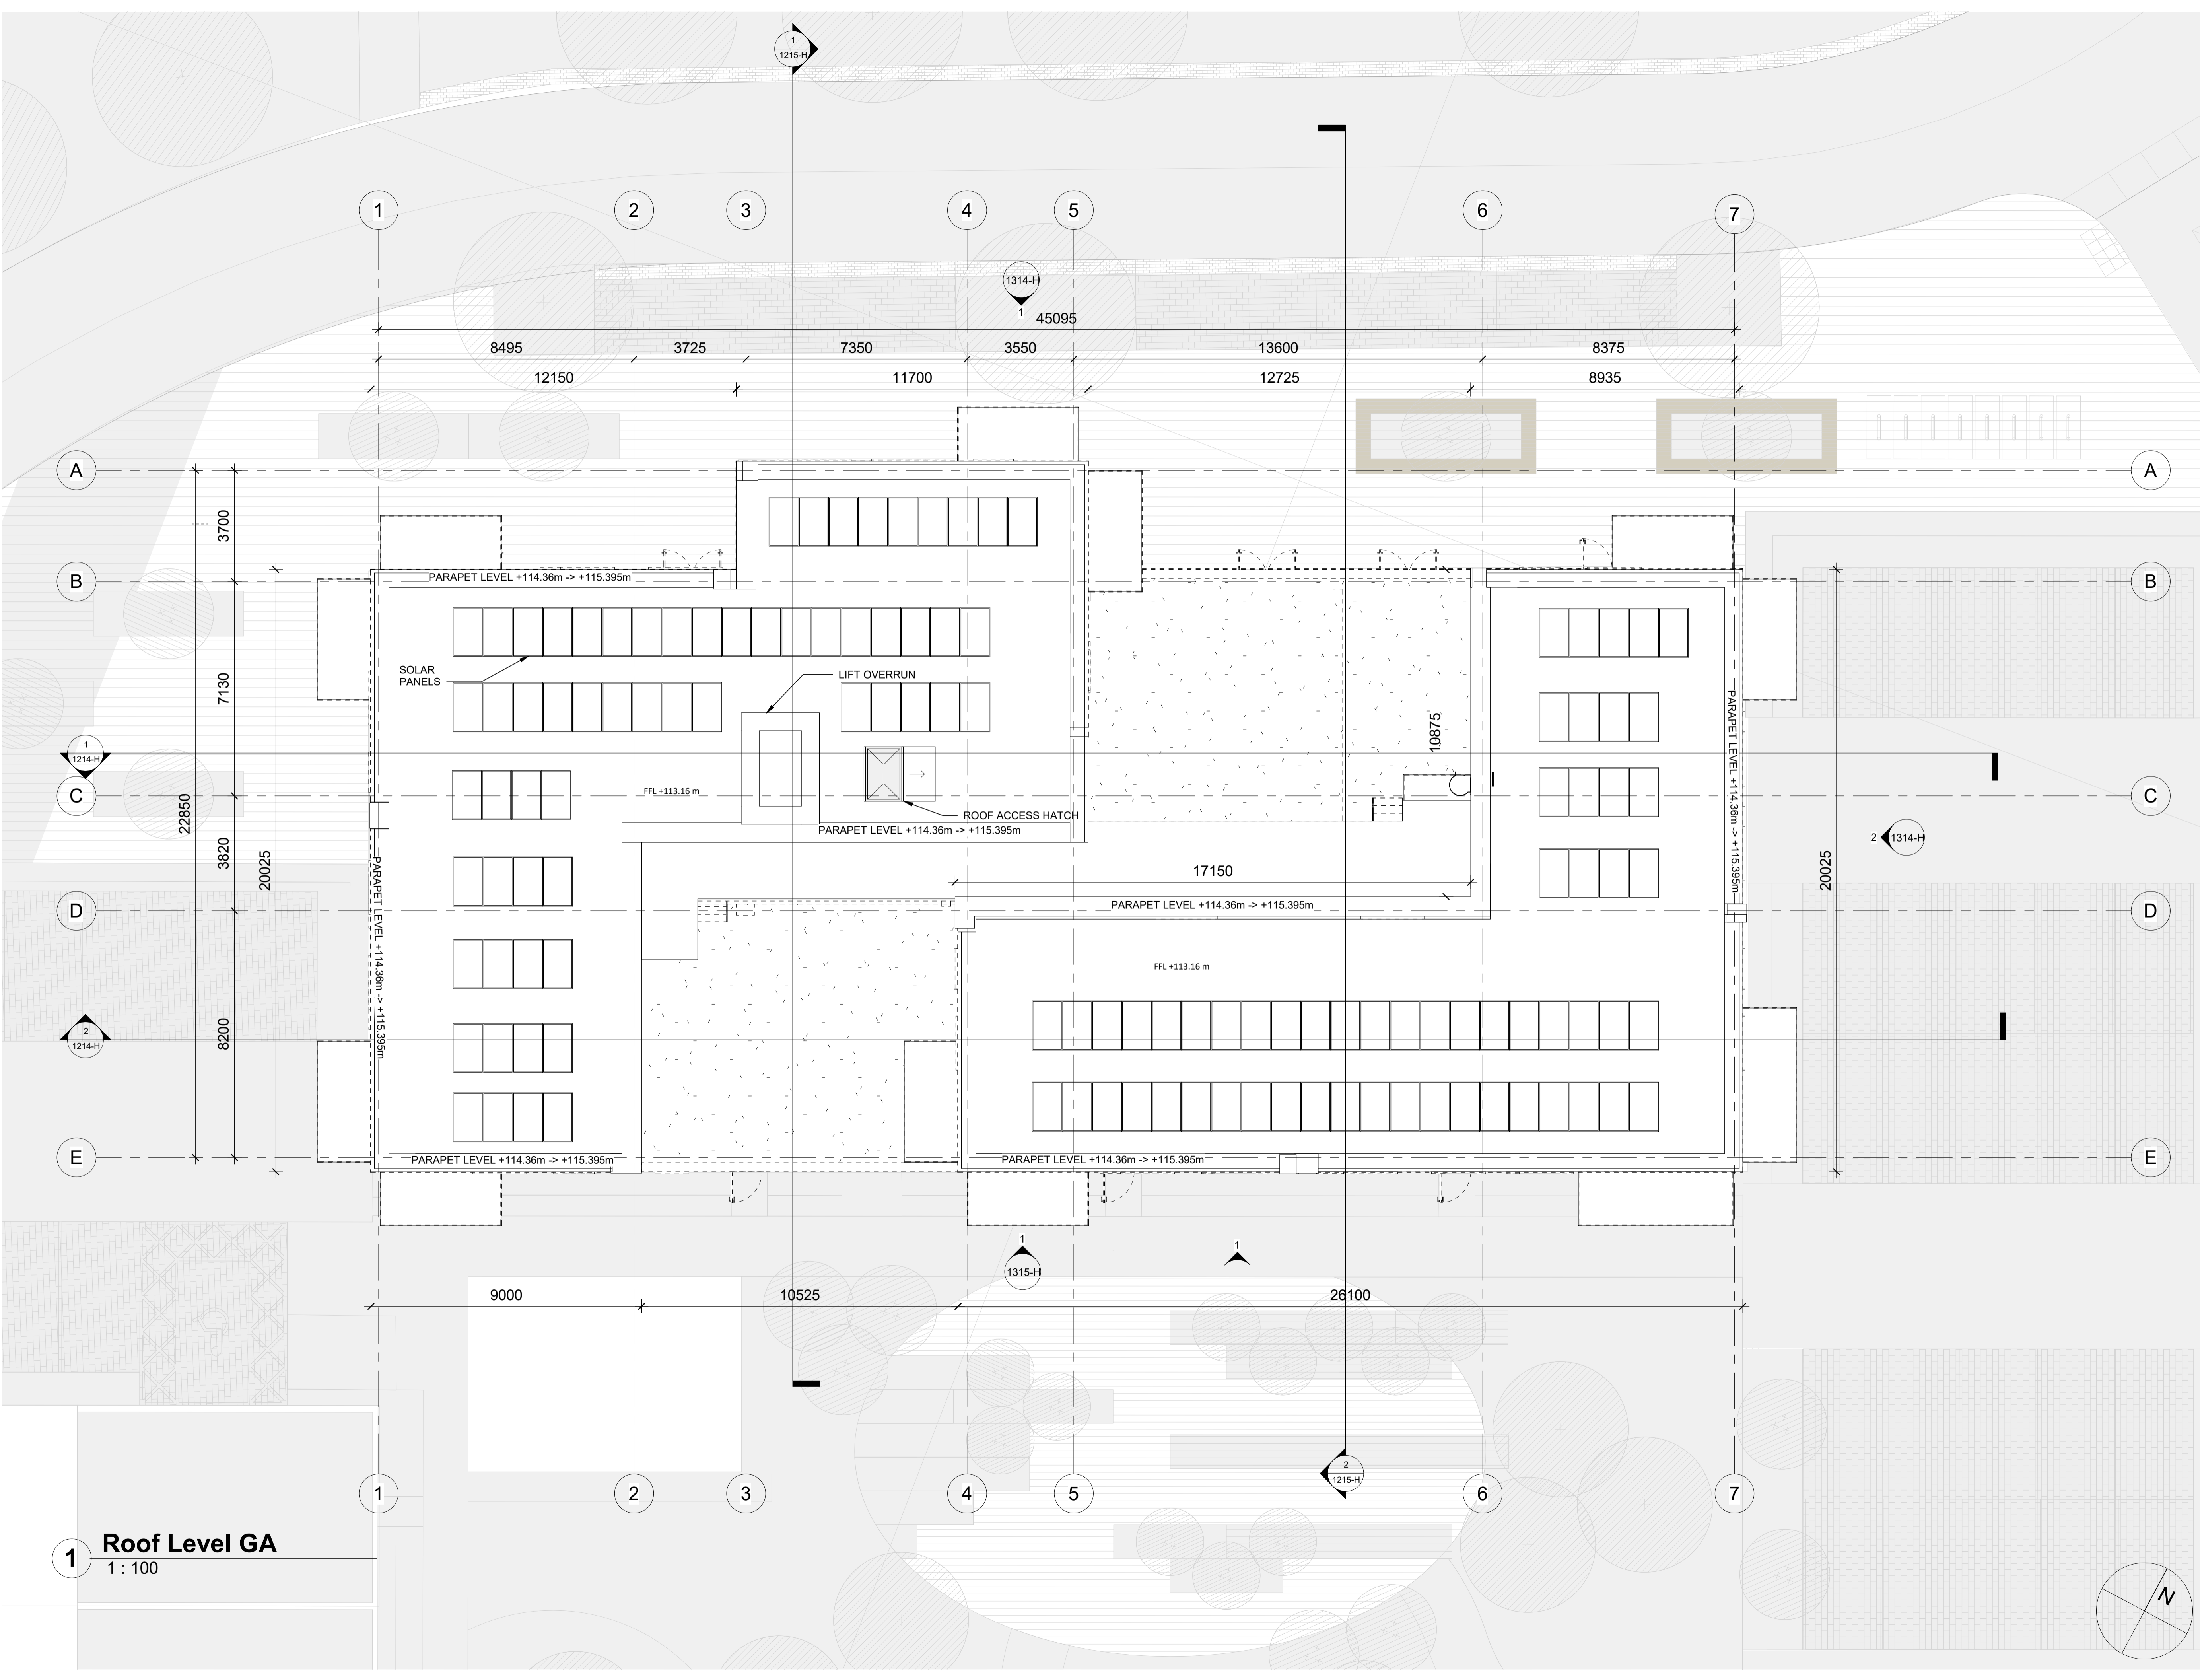 1
1215-H
1
2
3
4
5
6
7
1314-H
1
45095
8495
3725
7350
3550
13600
8375
12150
11700
12725
8935
A
A
3700
B
PARAPET LEVEL +114.36m -> +115.395m
B
SOLAR
PANELS
LIFT OVERRUN
7130
10875
PARAPET LEVEL +114.36m -> +115.395m
1
1214-H
C
FFL +113.16 m
ROOF ACCESS HATCH
C
22850
PARAPET LEVEL +114.36m -> +115.395m
2
1314-H
3820
20025
17150
20025
D
PARAPET LEVEL +114.36m -> +115.395m
D
PARAPET LEVEL +114.36m -> +115.395m
FFL +113.16 m
8200
2
1214-H
E
PARAPET LEVEL +114.36m -> +115.395m
PARAPET LEVEL +114.36m -> +115.395m
E
1
1315-H
1
9000
10525
26100
2
1215-H
1
2
3
4
5
6
7
1
Roof Level GA
1 : 100
N